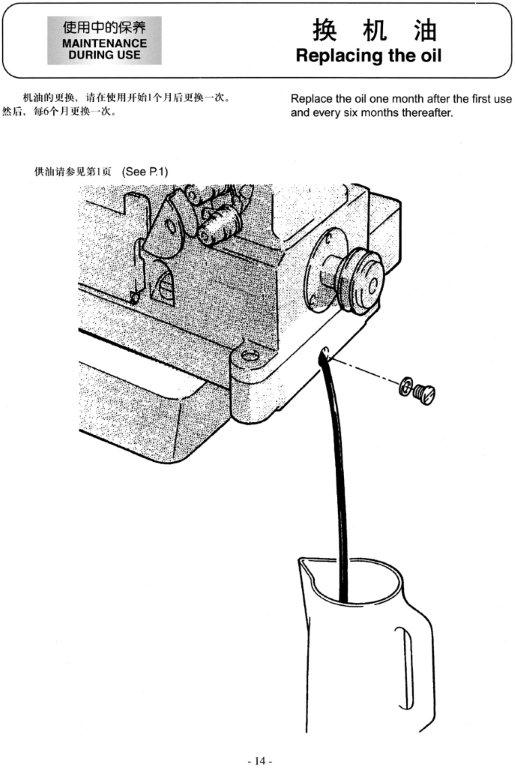 使用中的保养
MAINTENANCE
DURING USE
换机油
Replacing the oil
机油的更换，请在使用开始1个月后更换一次。
然后，每6个月更换一次。
Replace the oil one month after the first use
and every six months thereafter.
供油请参见第1页 (See P.1)
- 14 -